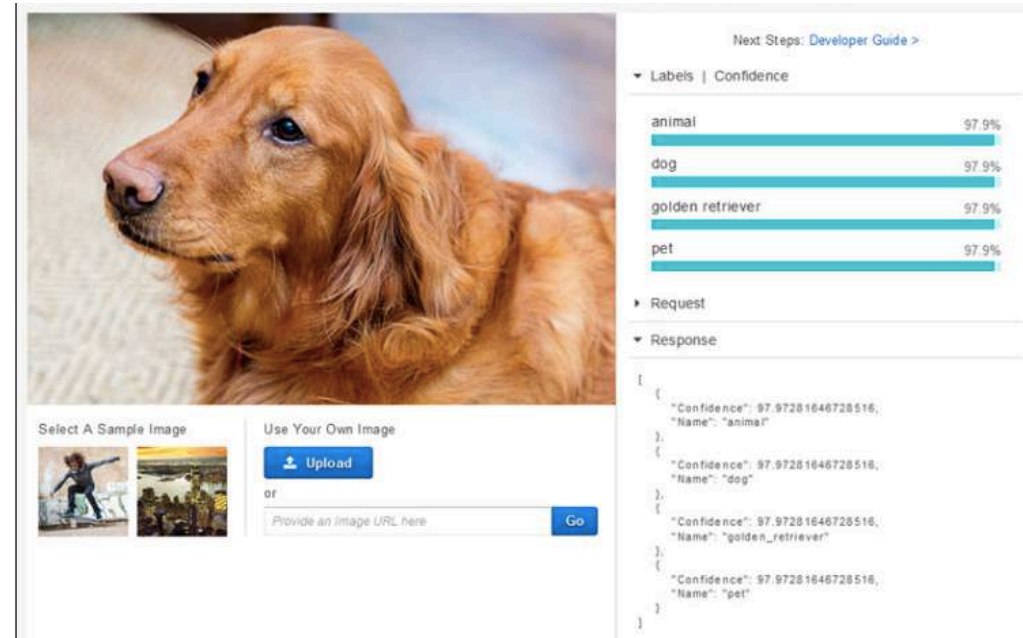 Next Steps: Developer Guide >
Labels | Confidence
animal 97.9%
dog 97.9%
golden retriever 97.9%
pet 97.9%
Request
Response
[
{
"Confidence": 97.97281646728516,
"Name": "animal"
},
{
"Confidence": 97.97281646728516,
"Name": "dog"
},
{
"Confidence": 97.97281646728516,
"Name": "golden_retriever"
},
{
"Confidence": 97.97281646728516,
"Name": "pet"
}
]
Select A Sample Image
Use Your Own Image
Upload
or
Provide an image URL here
Go